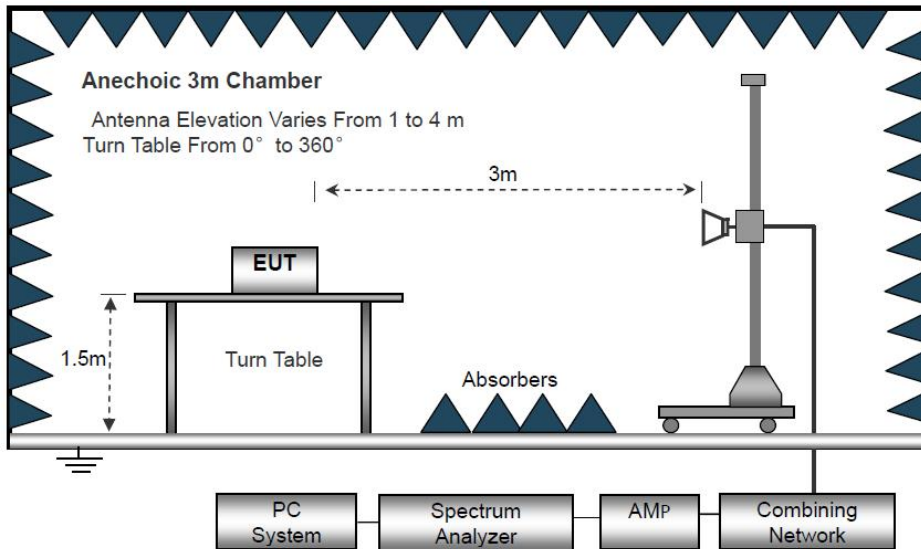 Anechoic 3m Chamber
Antenna Elevation Varies From 1 to 4 m
Turn Table From 0° to 360°
3m
EUT
1.5m
Turn Table
Absorbers
PC
System
Spectrum
Analyzer
AMP
Combining
Network